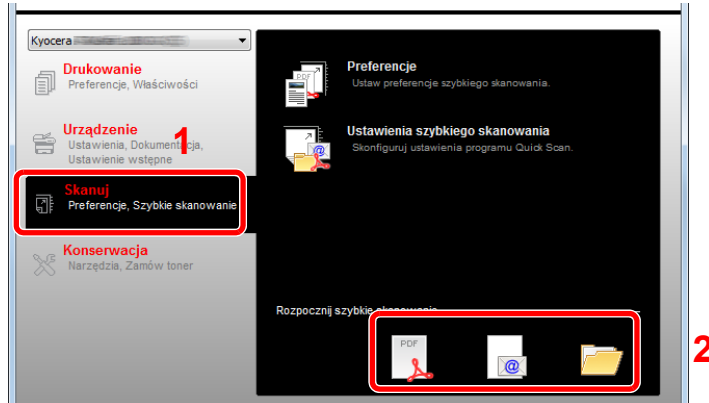 Kyocera
Drukowanie
Preferencje, Właściwości
Urządzenie
1
Ustawienia, Dokumentacja,
Ustawienie wstępne
Skanuj
Preferencje, Szybkie skanowanie
Konserwacja
Narzędzia, Zamów toner
Preferencje
Ustaw preferencje szybkiego skanowania.
Ustawienia szybkiego skanowania
Skonfiguruj ustawienia programu Quick Scan.
Rozpocznij szybkie skanowanie
PDF
@
2